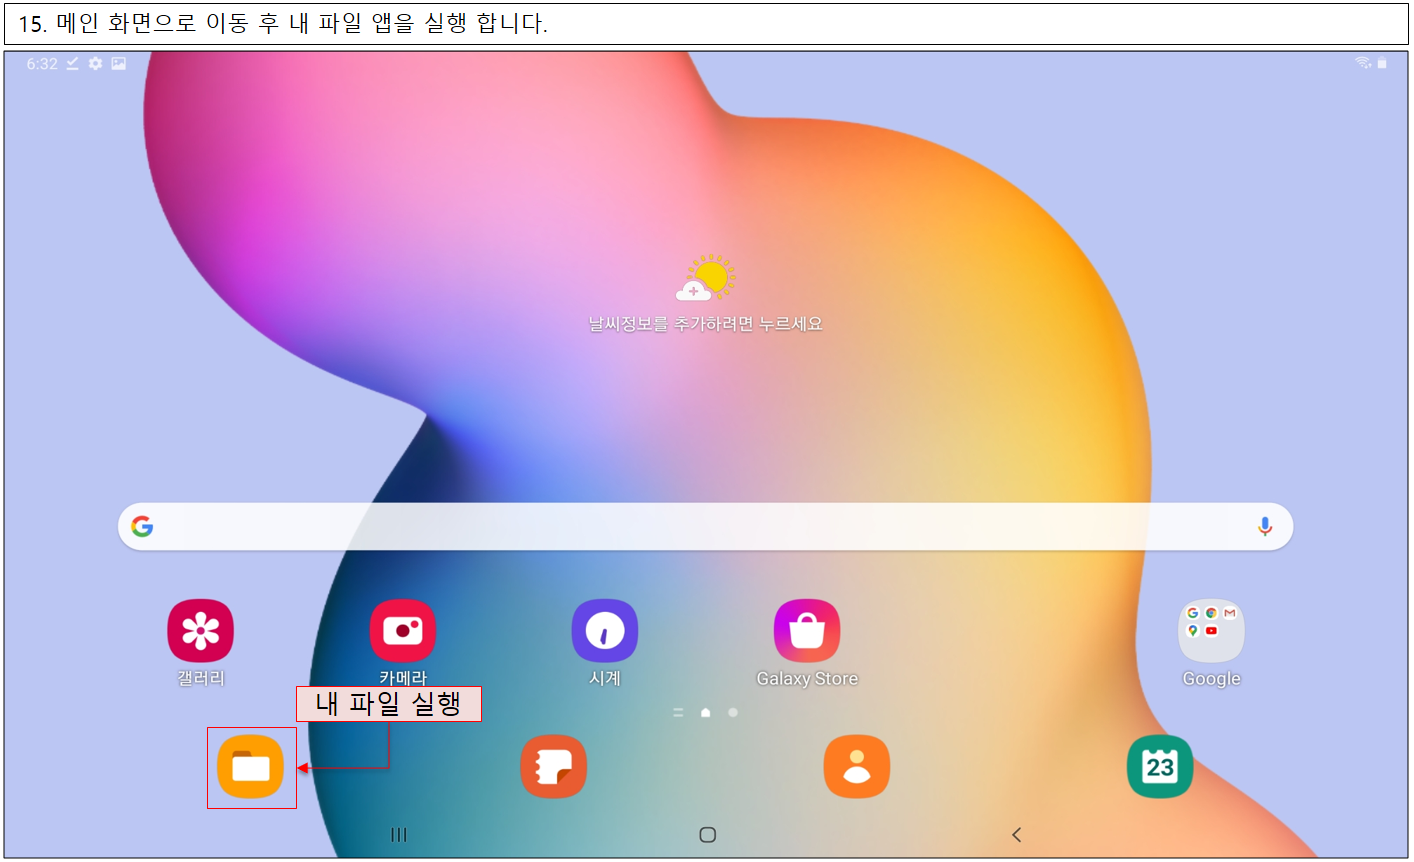 15. 메인 화면으로 이동 후 내 파일 앱을 실행 합니다.
6:32
날씨정보를 추가하려면 누르세요
갤러리
카메라
시계
Galaxy Store
Google
내 파일 실행
23